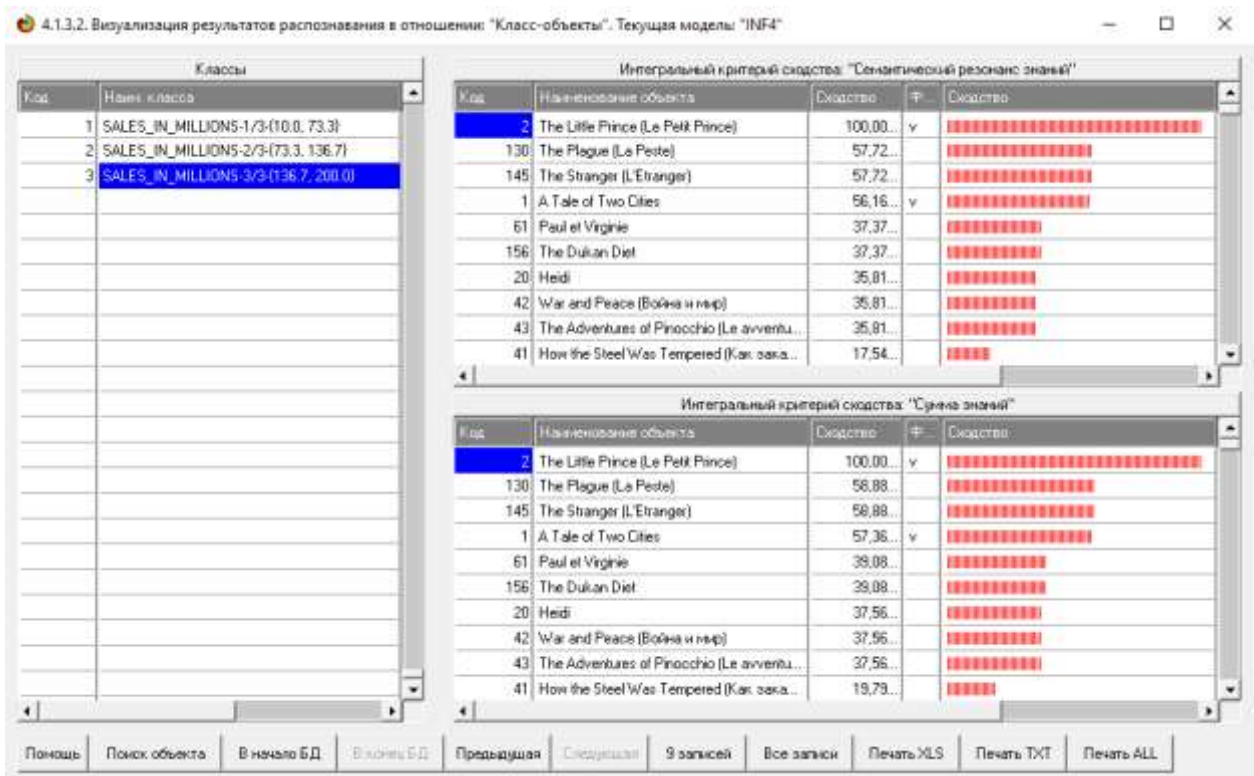 4.1.3.2. Визуализация результатов распознавания в отношении: "Класс-объекты". Текущая модель: "INF4"
Классы
Код Наим. класса
1 SALES_IN_MILLIONS-1/3-{10.0, 73.3}
2 SALES_IN_MILLIONS-2/3-{73.3, 136.7}
3 SALES_IN_MILLIONS-3/3-{136.7, 200.0}
Интегральный критерий сходства: "Семантический резонанс знаний"
Код Наименование объекта Сходство Ф... Сходство
2 The Little Prince (Le Petit Prince) 100,00... v
130 The Plague (La Peste) 57,72...
145 The Stranger (L'Etranger) 57,72...
1 A Tale of Two Cities 56,16... v
61 Paul et Virginie 37,37...
156 The Dukan Diet 37,37...
20 Heidi 35,81...
42 War and Peace (Война и мир) 35,81...
43 The Adventures of Pinocchio (Le avventu... 35,81...
41 How the Steel Was Tempered (Как зака... 17,54...
Интегральный критерий сходства: "Сумма знаний"
Код Наименование объекта Сходство Ф... Сходство
2 The Little Prince (Le Petit Prince) 100,00... v
130 The Plague (La Peste) 58,88...
145 The Stranger (L'Etranger) 58,88...
1 A Tale of Two Cities 57,36... v
61 Paul et Virginie 39,08...
156 The Dukan Diet 39,08...
20 Heidi 37,56...
42 War and Peace (Война и мир) 37,56...
43 The Adventures of Pinocchio (Le avventu... 37,56...
41 How the Steel Was Tempered (Как зака... 19,79...
Помощь Поиск объекта В начало БД В конец БД Предыдущая Следующая 9 записей Все записи Печать XLS Печать TXT Печать ALL